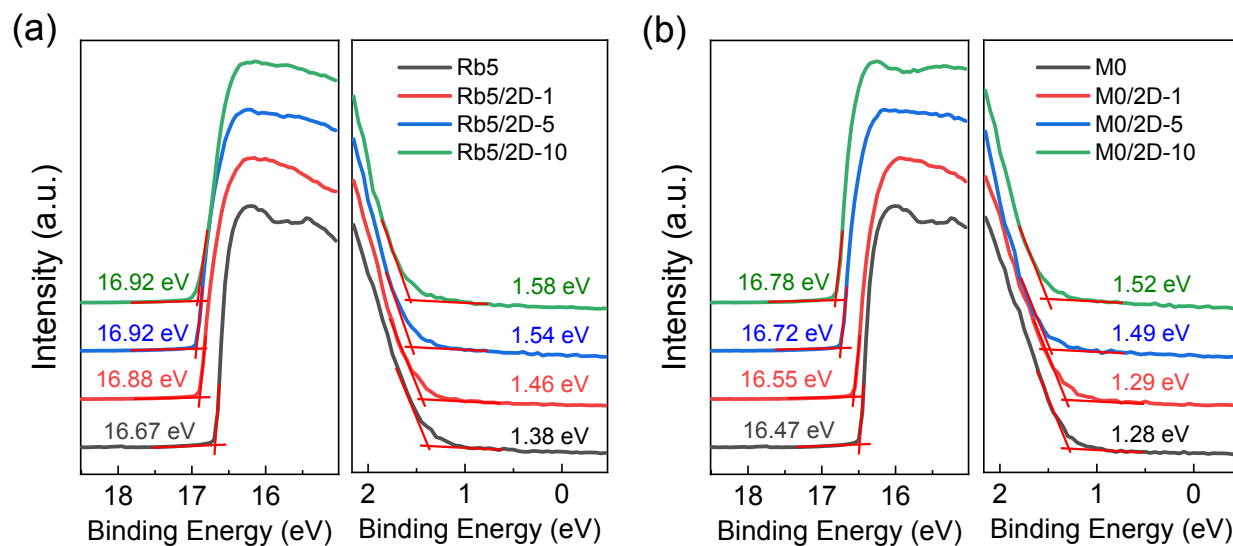 (a)
Intensity (a.u.)
16.92 eV
16.92 eV
16.88 eV
16.67 eV
18 17 16
Binding Energy (eV)
Rb5
Rb5/2D-1
Rb5/2D-5
Rb5/2D-10
1.58 eV
1.54 eV
1.46 eV
1.38 eV
2 1 0
Binding Energy (eV)
(b)
Intensity (a.u.)
16.78 eV
16.72 eV
16.55 eV
16.47 eV
18 17 16
Binding Energy (eV)
M0
M0/2D-1
M0/2D-5
M0/2D-10
1.52 eV
1.49 eV
1.29 eV
1.28 eV
2 1 0
Binding Energy (eV)